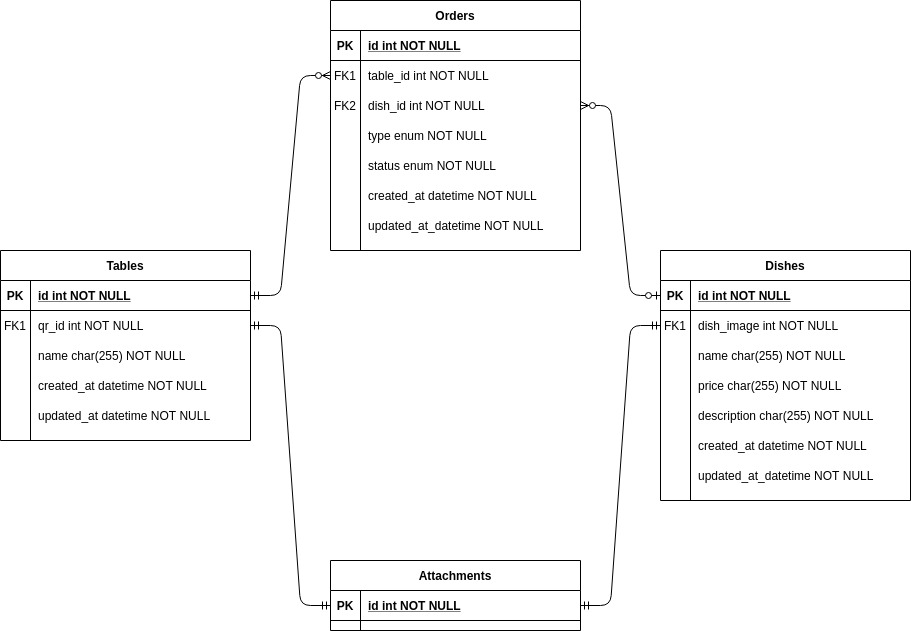 Orders
PK id int NOT NULL
FK1 table_id int NOT NULL
FK2 dish_id int NOT NULL
type enum NOT NULL
status enum NOT NULL
created_at datetime NOT NULL
updated_at_datetime NOT NULL
Tables
PK id int NOT NULL
FK1 qr_id int NOT NULL
name char(255) NOT NULL
created_at datetime NOT NULL
updated_at datetime NOT NULL
Dishes
PK id int NOT NULL
FK1 dish_image int NOT NULL
name char(255) NOT NULL
price char(255) NOT NULL
description char(255) NOT NULL
created_at datetime NOT NULL
updated_at_datetime NOT NULL
Attachments
PK id int NOT NULL